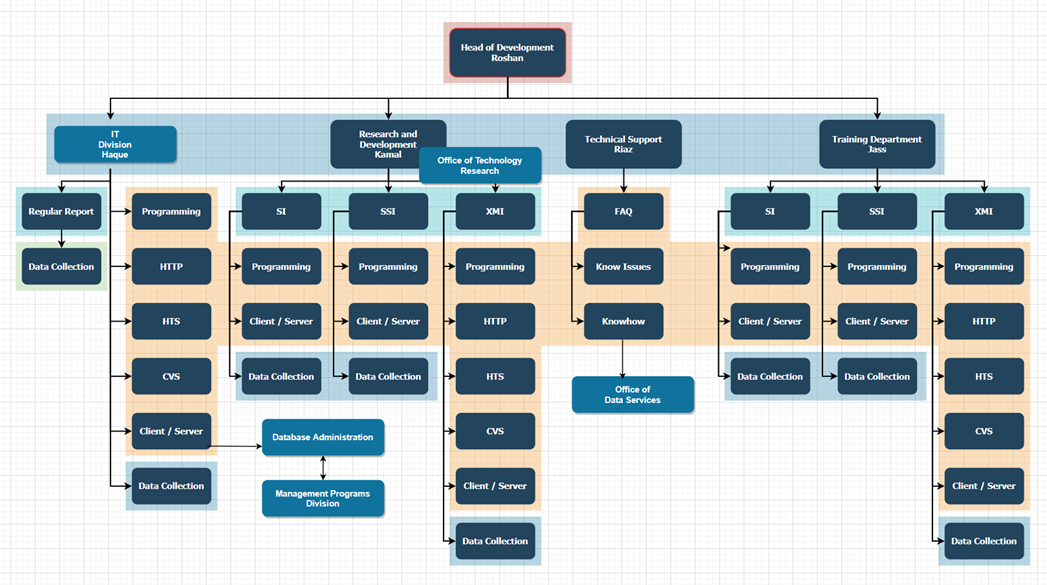 Head of Development
Roshan
IT
Division
Haque
Research and
Development
Kamal
Technical Support
Riaz
Training Department
Jass
Office of Technology
Research
Regular Report
Programming
SI
SSI
XMI
FAQ
SI
SSI
XMI
Data Collection
HTTP
Programming
Programming
Programming
Know Issues
Programming
Programming
Programming
HTS
Client / Server
Client / Server
HTTP
Knowhow
Client / Server
Client / Server
HTTP
CVS
Data Collection
Data Collection
HTS
Office of
Data Services
Data Collection
Data Collection
HTS
Client / Server
Database Administration
CVS
CVS
Data Collection
Management Programs
Division
Client / Server
Client / Server
Data Collection
Data Collection